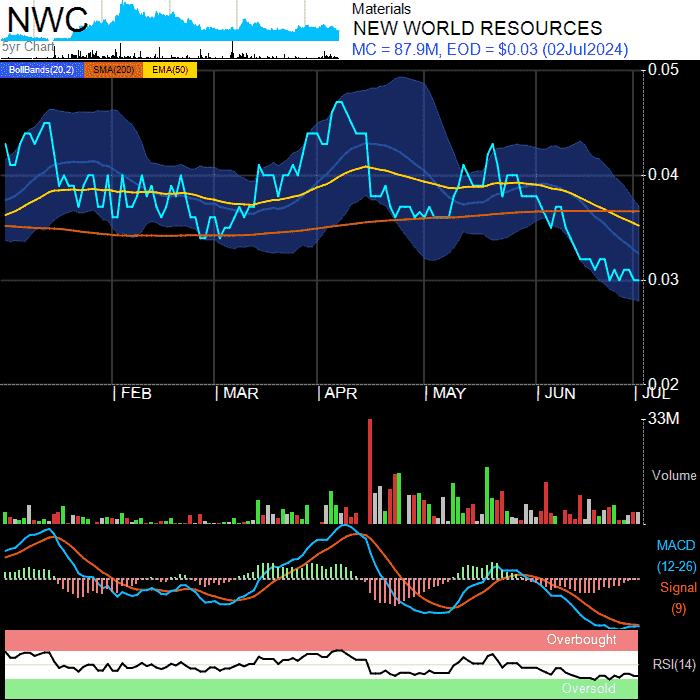 NWC
5yr Chart
Materials
NEW WORLD RESOURCES
MC = 87.9M, EOD = $0.03 (02Jul2024)
BollBands(20,2) SMA(200) EMA(50)
0.05
0.04
0.03
0.02
FEB MAR APR MAY JUN JUL
33M
Volume
MACD
(12-26)
Signal
(9)
Overbought
RSI(14)
Oversold